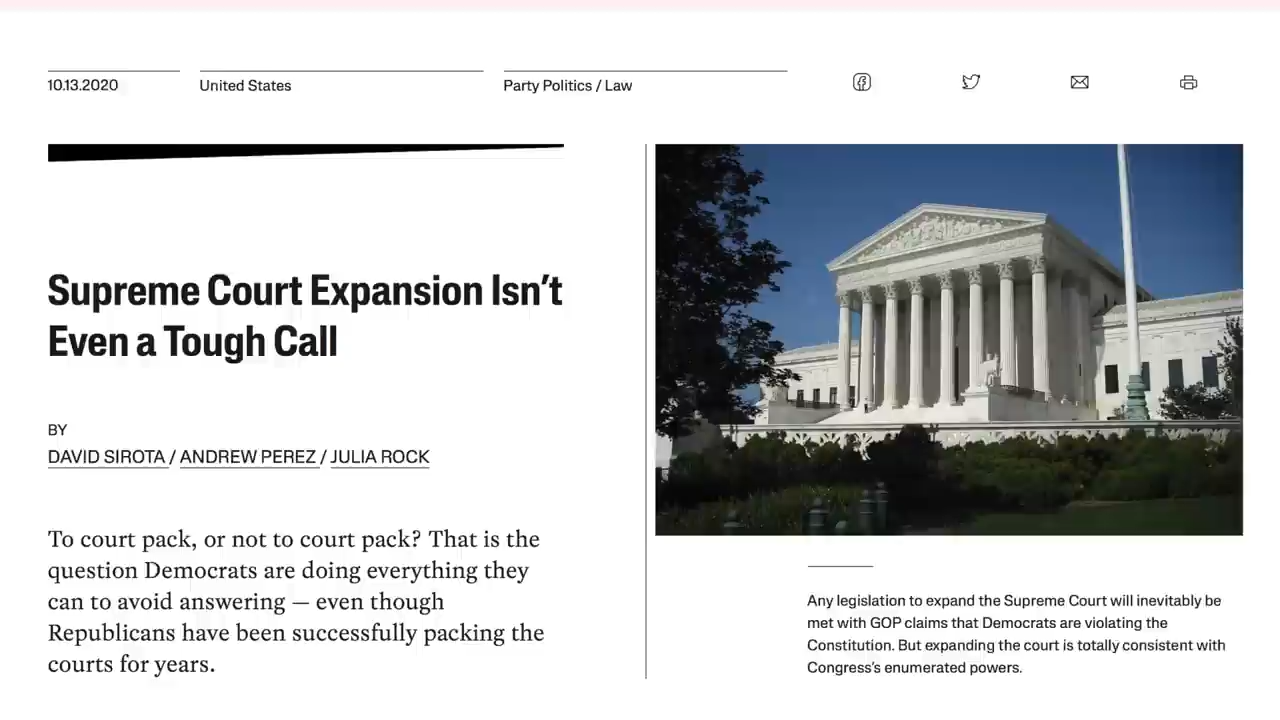 10.13.2020
United States
Party Politics / Law
Supreme Court Expansion Isn’t
Even a Tough Call
BY
DAVID SIROTA / ANDREW PEREZ / JULIA ROCK
To court pack, or not to court pack? That is the
question Democrats are doing everything they
can to avoid answering — even though
Republicans have been successfully packing the
courts for years.
Any legislation to expand the Supreme Court will inevitably be
met with GOP claims that Democrats are violating the
Constitution. But expanding the court is totally consistent with
Congress’s enumerated powers.